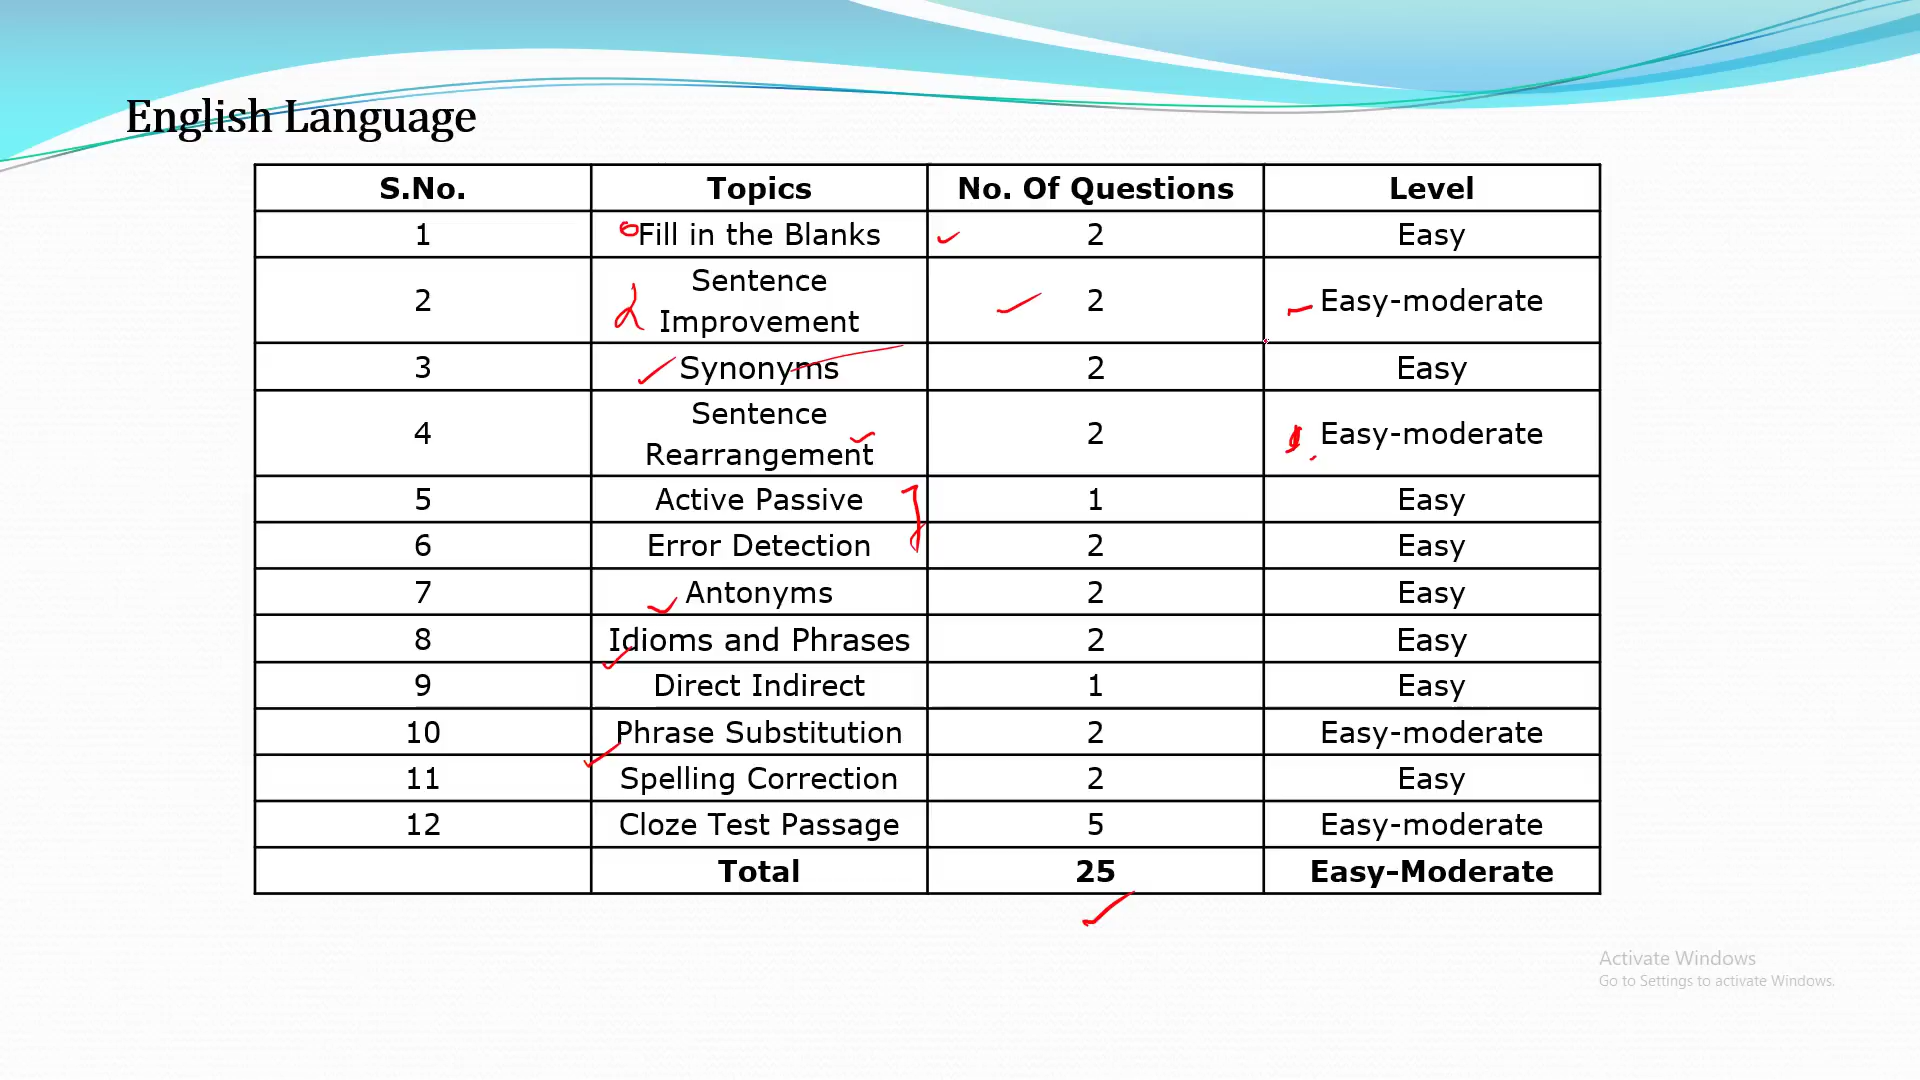 English Language
S.No. Topics No. Of Questions Level
1 Fill in the Blanks 2 Easy
2 Sentence Improvement 2 Easy-moderate
3 Synonyms 2 Easy
4 Sentence Rearrangement 2 Easy-moderate
5 Active Passive 1 Easy
6 Error Detection 2 Easy
7 Antonyms 2 Easy
8 Idioms and Phrases 2 Easy
9 Direct Indirect 1 Easy
10 Phrase Substitution 2 Easy-moderate
11 Spelling Correction 2 Easy
12 Cloze Test Passage 5 Easy-moderate
Total 25 Easy-Moderate
Activate Windows
Go to Settings to activate Windows.